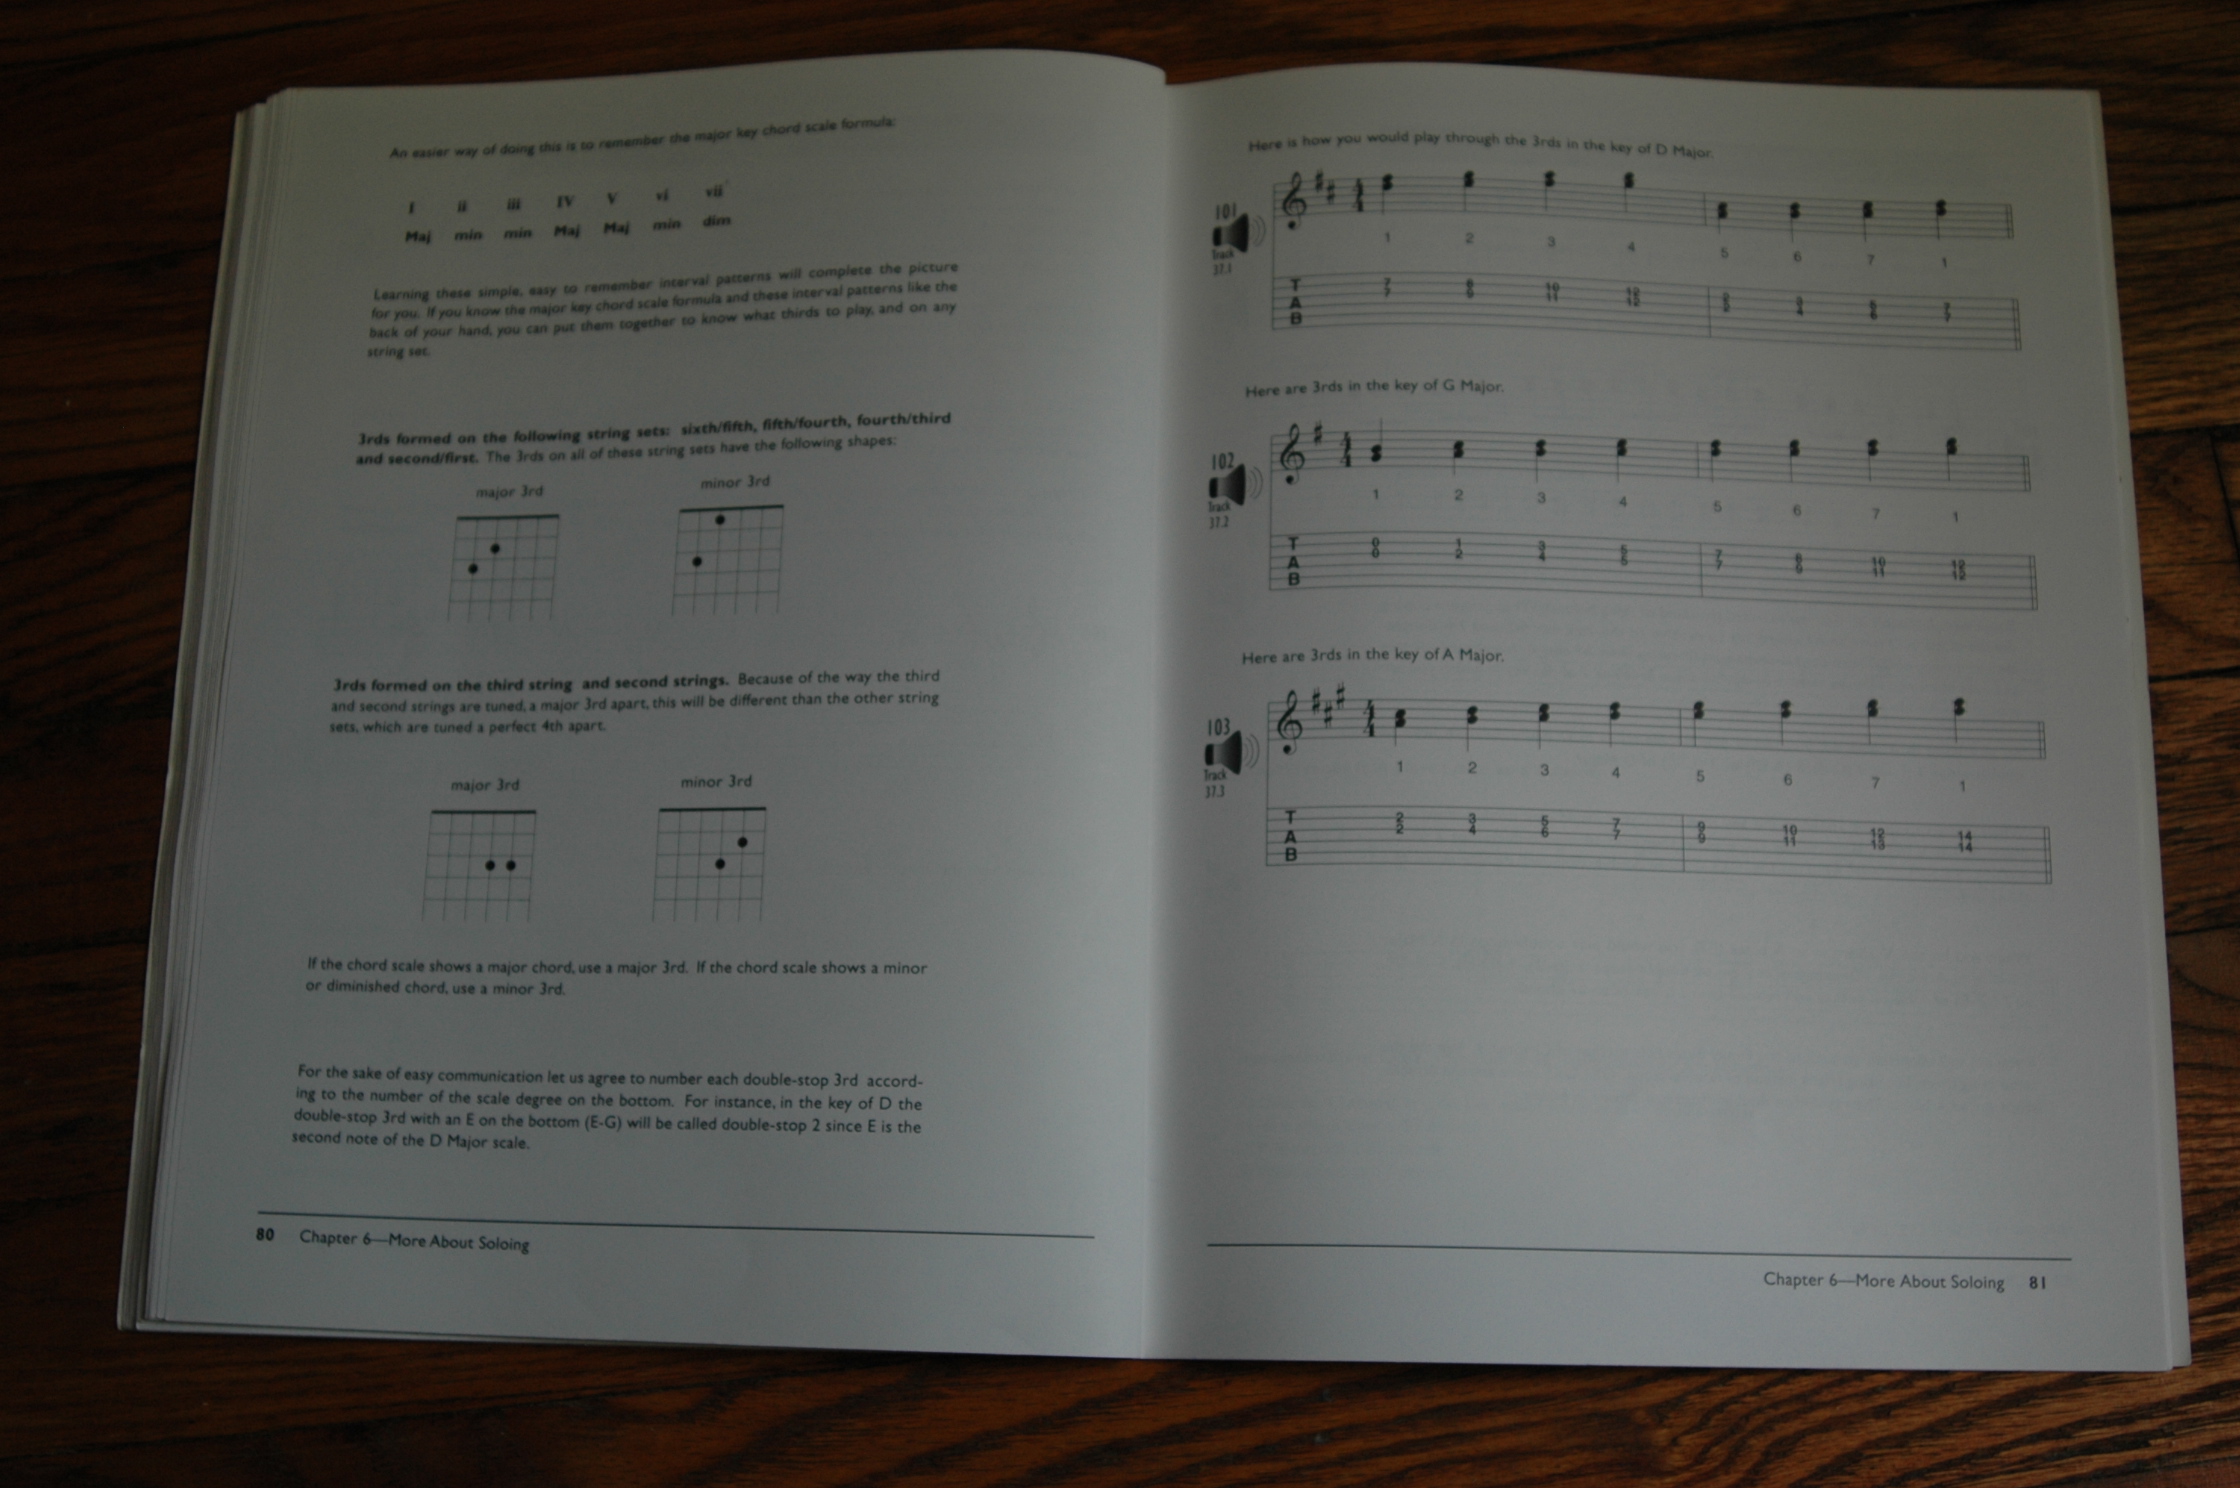 An easier way of doing this is to remember the major key chord scale formula:
I ii iii IV V vi vii°
Maj min min Maj Maj min dim
Learning these simple, easy to remember interval patterns will complete the picture
for you. If you know the major key chord scale formula and these interval patterns like the
back of your hand, you can put them together to know what thirds to play, and on any
string set.
3rds formed on the following string sets: sixth/fifth, fifth/fourth, fourth/third
and second/first. The 3rds on all of these string sets have the following shapes:
major 3rd minor 3rd
3rds formed on the third string and second strings. Because of the way the third
and second strings are tuned, a major 3rd apart, this will be different than the other string
sets, which are tuned a perfect 4th apart.
major 3rd minor 3rd
If the chord scale shows a major chord, use a major 3rd. If the chord scale shows a minor
or diminished chord, use a minor 3rd.
For the sake of easy communication let us agree to number each double-stop 3rd accord-
ing to the number of the scale degree on the bottom. For instance, in the key of D the
double-stop 3rd with an E on the bottom (E-G) will be called double-stop 2 since E is the
second note of the D Major scale.
80 Chapter 6—More About Soloing
Here is how you would play through the 3rds in the key of D Major.
101
Track
37.1
4
4
1 2 3 4 5 6 7 1
T 7 10 12 7
A 7 11 12 7
B
Here are 3rds in the key of G Major.
102
Track
37.2
4
4
1 2 3 4 5 6 7 1
T 0 1 3 5 7 8 10 12
A 0 2 4 5 7 9 11 12
B
Here are 3rds in the key of A Major.
103
Track
37.3
4
4
1 2 3 4 5 6 7 1
T 2 3 5 7 9 10 12 14
A 2 4 6 7 9 11 13 14
B
Chapter 6—More About Soloing 81